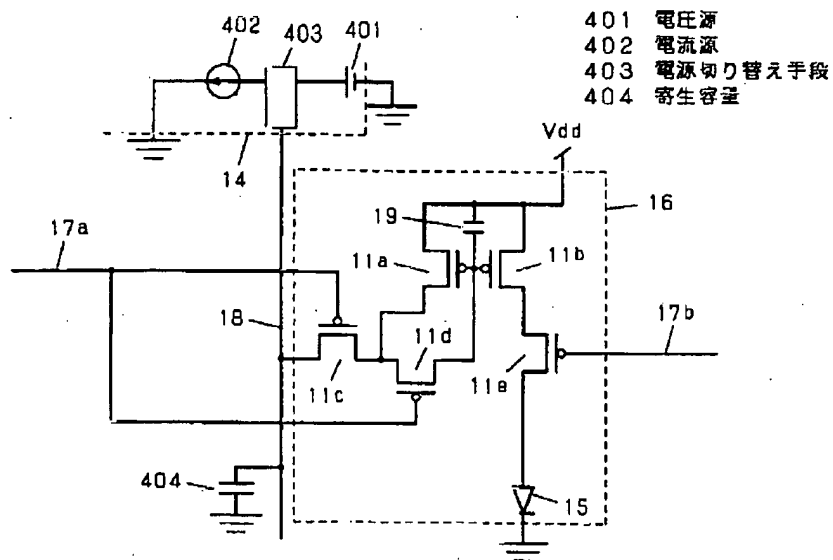 401 電圧源
402 電流源
403 電源切り替え手段
404 寄生容量
402
403
401
14
Vdd
16
19
17a
11a
11b
18
11d
17b
11c
11e
404
15